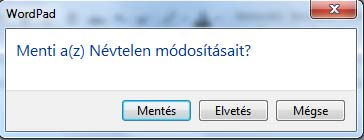 WordPad
Menti a(z) Névtelen módosításait?
Mentés Elvetés Mégse